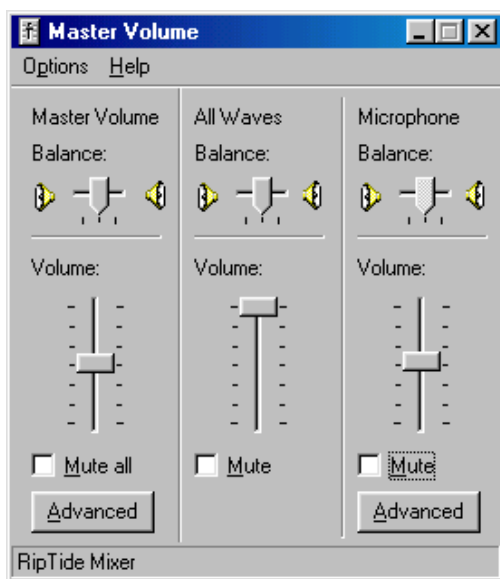 Master Volume
Options Help
Master Volume
Balance:
Volume:
Mute all
Advanced
All Waves
Balance:
Volume:
Mute
Microphone
Balance:
Volume:
Mute
Advanced
RipTide Mixer